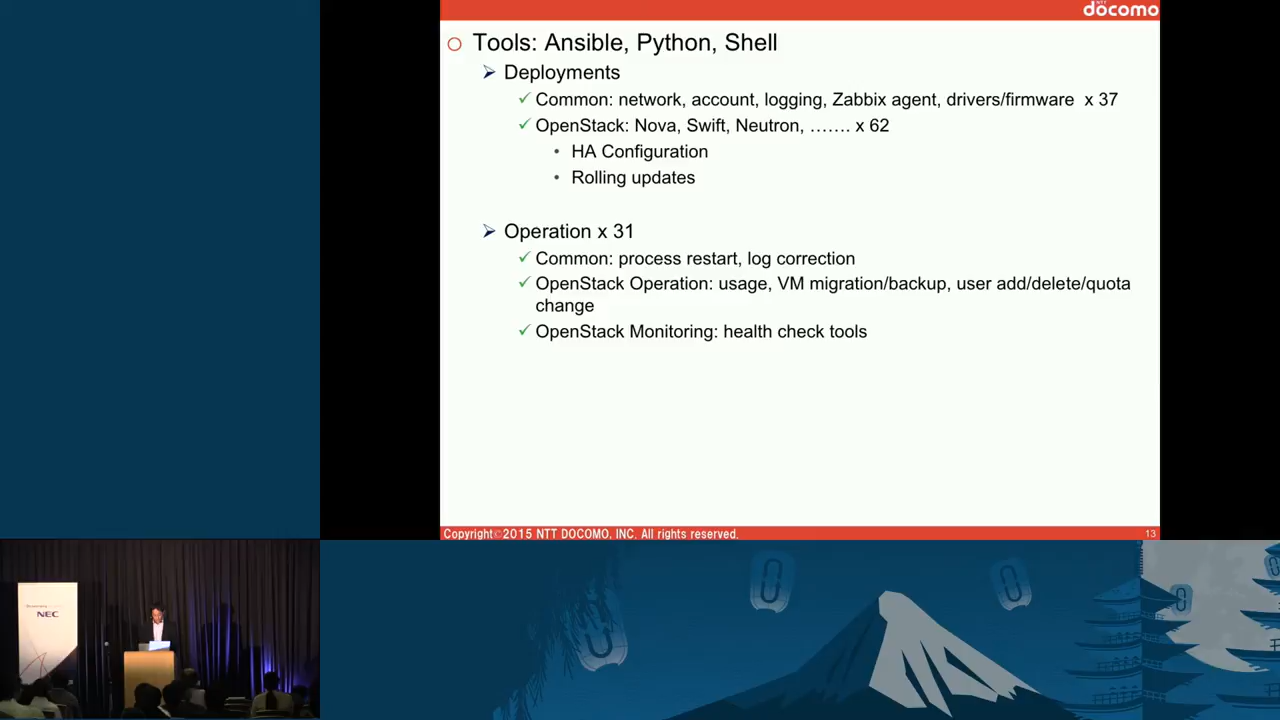 NTT
docomo
Tools: Ansible, Python, Shell
Deployments
Common: network, account, logging, Zabbix agent, drivers/firmware x 37
OpenStack: Nova, Swift, Neutron, ……. x 62
HA Configuration
Rolling updates
Operation x 31
Common: process restart, log correction
OpenStack Operation: usage, VM migration/backup, user add/delete/quota
change
OpenStack Monitoring: health check tools
Copyright©2015 NTT DOCOMO, INC. All rights reserved.
13
NEC